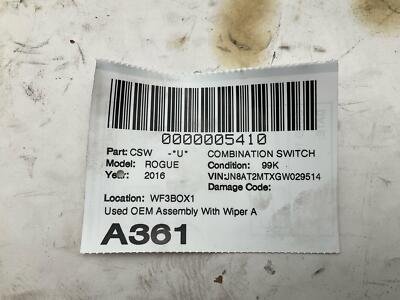 0000005410
Part: CSW -"U" COMBINATION SWITCH
Model: ROGUE Condition: 99K
Year: 2016 VIN:JN8AT2MTXGW029514
Damage Code:
Location: WF3BOX1
Used OEM Assembly With Wiper A
A361